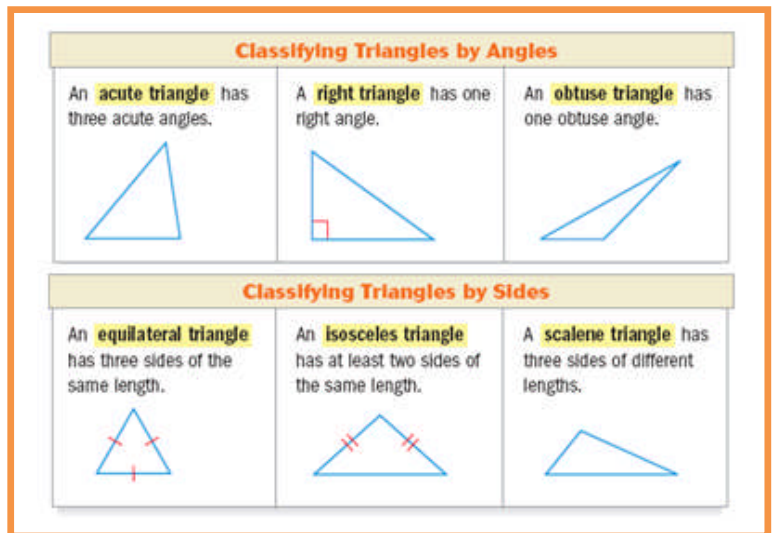 Classifying Triangles by Angles
An acute triangle has
three acute angles.
A right triangle has one
right angle.
An obtuse triangle has
one obtuse angle.
Classifying Triangles by Sides
An equilateral triangle
has three sides of the
same length.
An isosceles triangle
has at least two sides of
the same length.
A scalene triangle has
three sides of different
lengths.